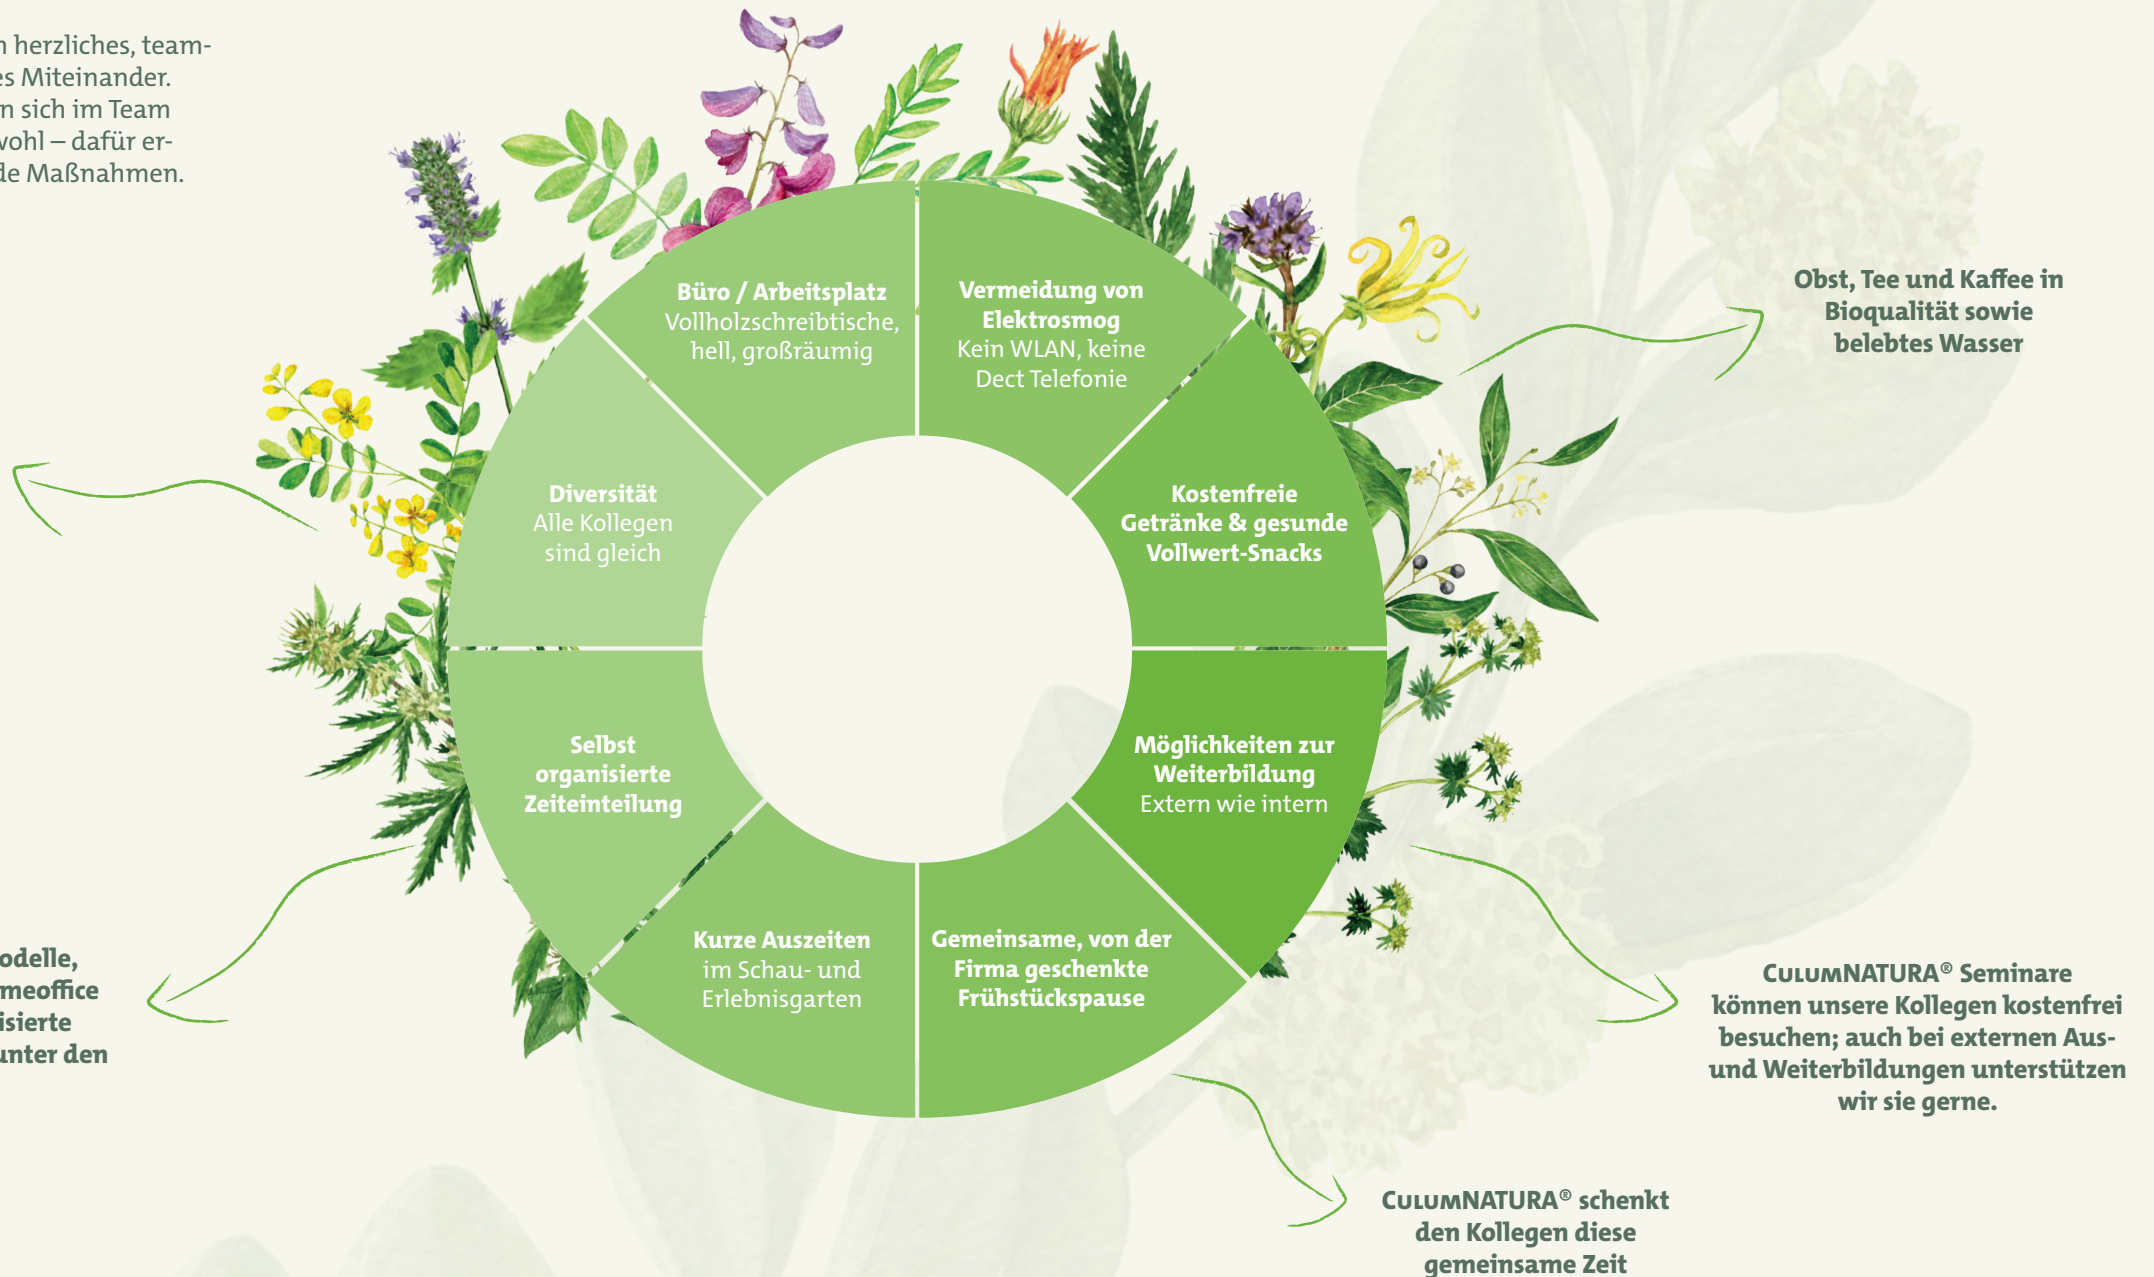 herzliches, team-
Miteinander.
sich im Team
wohl – dafür er-
Maßnahmen.
Büro / Arbeitsplatz
Vollholzschreibtische,
hell, großräumig
Vermeidung von
Elektrosmog
Kein WLAN, keine
Dect Telefonie
Obst, Tee und Kaffee in
Bioqualität sowie
belebtes Wasser
Diversität
Alle Kollegen
sind gleich
Kostenfreie
Getränke & gesunde
Vollwert-Snacks
Selbst
organisierte
Zeiteinteilung
Möglichkeiten zur
Weiterbildung
Extern wie intern
Kurze Auszeiten
im Schau- und
Erlebnisgarten
Gemeinsame, von der
Firma geschenkte
Frühstückspause
odelle,
meoffice
isierte
unter den
CULUMNATURA® Seminare
können unsere Kollegen kostenfrei
besuchen; auch bei externen Aus-
und Weiterbildungen unterstützen
wir sie gerne.
CULUMNATURA® schenkt
den Kollegen diese
gemeinsame Zeit